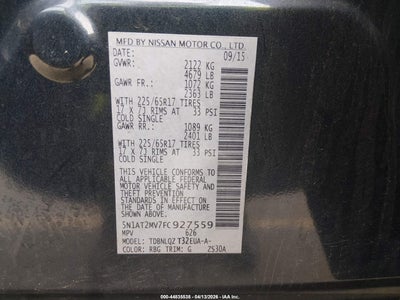 MFD BY NISSAN MOTOR CO., LTD.
DATE: 09/15
GVWR: 2122 KG
4679 LB
GAWR FR.: 1072 KG
2363 LB
WITH 225/65R17 TIRES
17 X 7J RIMS AT 33 PSI
COLD SINGLE
GAWR RR.: 1089 KG
2401 LB
WITH 225/65R17 TIRES
17 X 7J RIMS AT 33 PSI
COLD SINGLE
THIS VEHICLE CONFORMS TO
ALL APPLICABLE FEDERAL MOTOR
VEHICLE SAFETY STANDARDS
IN EFFECT ON THE DATE OF
MANUFACTURE SHOWN ABOVE.
5N1AT2MV7FC927559
MPV 626
MODEL: TDBNLQZ T32EUA-A-
COLOR: RBG TRIM: G ZS30A
000-44835535 - 04/13/2026 - IAA